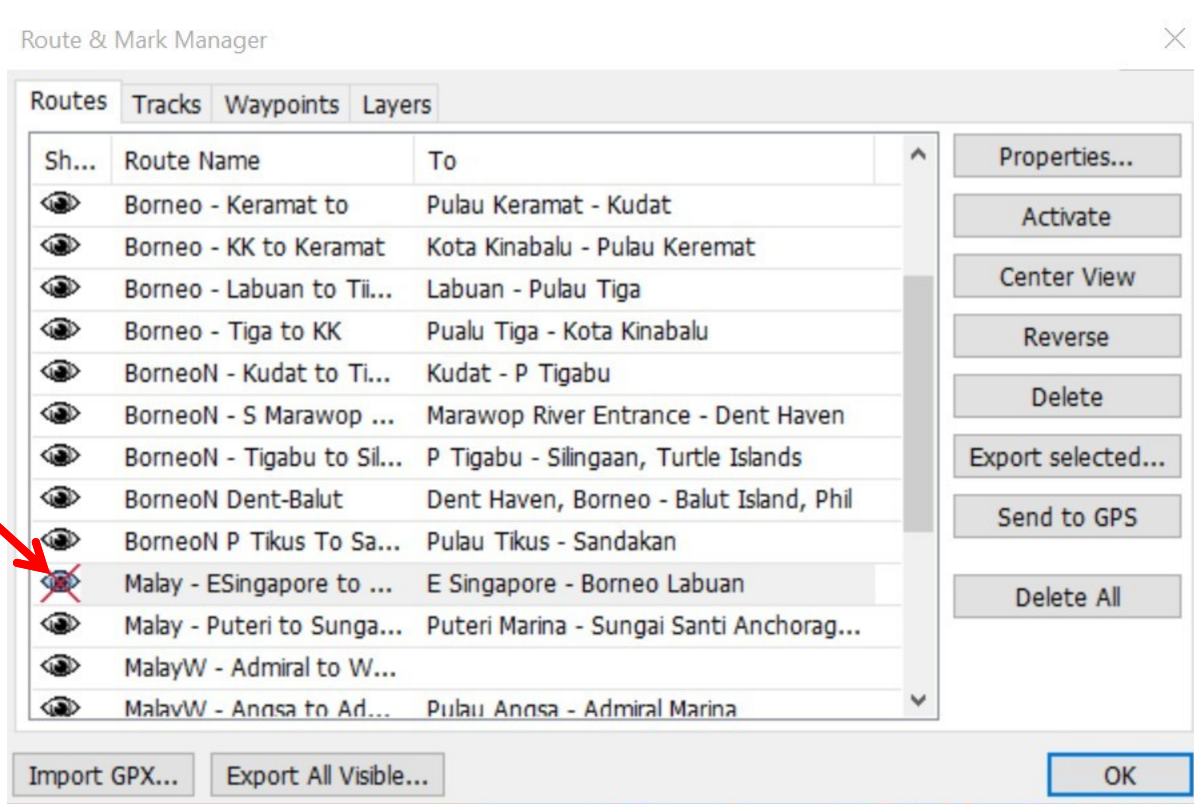 Route & Mark Manager
Routes Tracks Waypoints Layers
Sh... Route Name To
Borneo - Keramat to Pulau Keramat - Kudat
Borneo - KK to Keramat Kota Kinabalu - Pulau Keremat
Borneo - Labuan to Tii... Labuan - Pulau Tiga
Borneo - Tiga to KK Pualu Tiga - Kota Kinabalu
BorneoN - Kudat to Ti... Kudat - P Tigabu
BorneoN - S Marawop ... Marawop River Entrance - Dent Haven
BorneoN - Tigabu to Sil... P Tigabu - Silingaan, Turtle Islands
BorneoN Dent-Balut Dent Haven, Borneo - Balut Island, Phil
BorneoN P Tikus To Sa... Pulau Tikus - Sandakan
Malay - ESingapore to ... E Singapore - Borneo Labuan
Malay - Puteri to Sunga... Puteri Marina - Sungai Santi Anchorag...
MalayW - Admiral to W...
MalayW - Angsa to Ad... Pulau Angsa - Admiral Marina
Properties...
Activate
Center View
Reverse
Delete
Export selected...
Send to GPS
Delete All
Import GPX... Export All Visible... OK